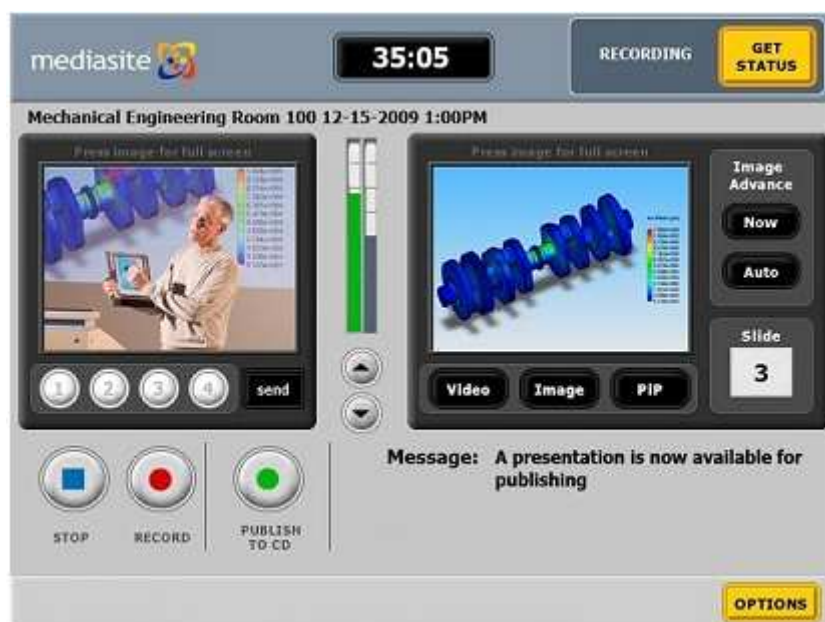 mediasite
35:05
RECORDING
GET
STATUS
Mechanical Engineering Room 100 12-15-2009 1:00PM
Press image for full screen
Press image for full screen
Image
Advance
Now
Auto
Slide
3
1 2 3 4 send
Video Image PiP
Message: A presentation is now available for
publishing
STOP
RECORD
PUBLISH
TO CD
OPTIONS